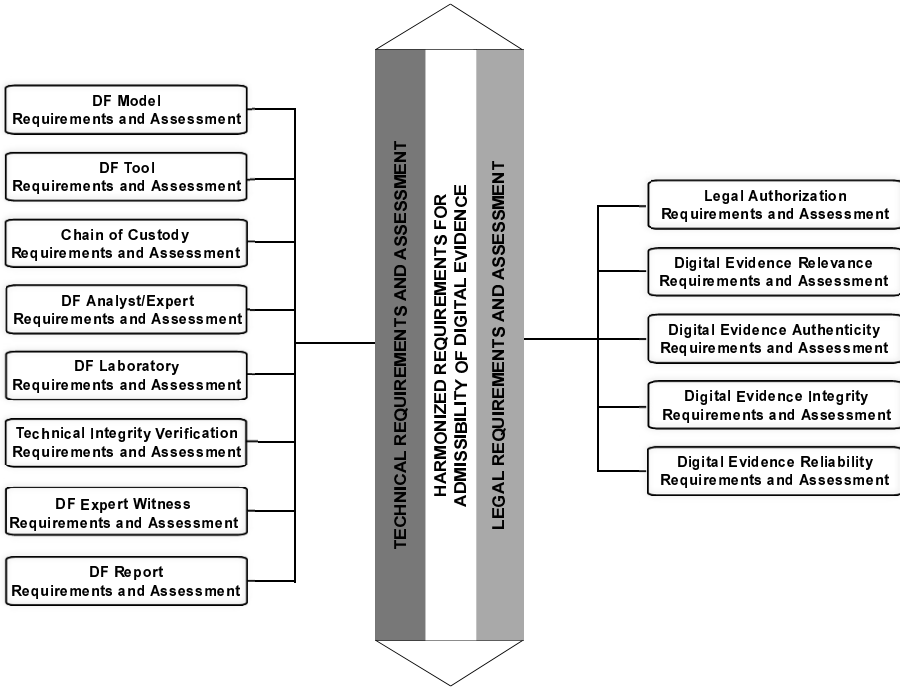 DF Model
Requirements and Assessment
DF Tool
Requirements and Assessment
Chain of Custody
Requirements and Assessment
DF Analyst/Expert
Requirements and Assessment
DF Laboratory
Requirements and Assessment
Technical Integrity Verification
Requirements and Assessment
DF Expert Witness
Requirements and Assessment
DF Report
Requirements and Assessment
TECHNICAL REQUIREMENTS AND ASSESSMENT
HARMONIZED REQUIREMENTS FOR
ADMISSIBILITY OF DIGITAL EVIDENCE
LEGAL REQUIREMENTS AND ASSESSMENT
Legal Authorization
Requirements and Assessment
Digital Evidence Relevance
Requirements and Assessment
Digital Evidence Authenticity
Requirements and Assessment
Digital Evidence Integrity
Requirements and Assessment
Digital Evidence Reliability
Requirements and Assessment